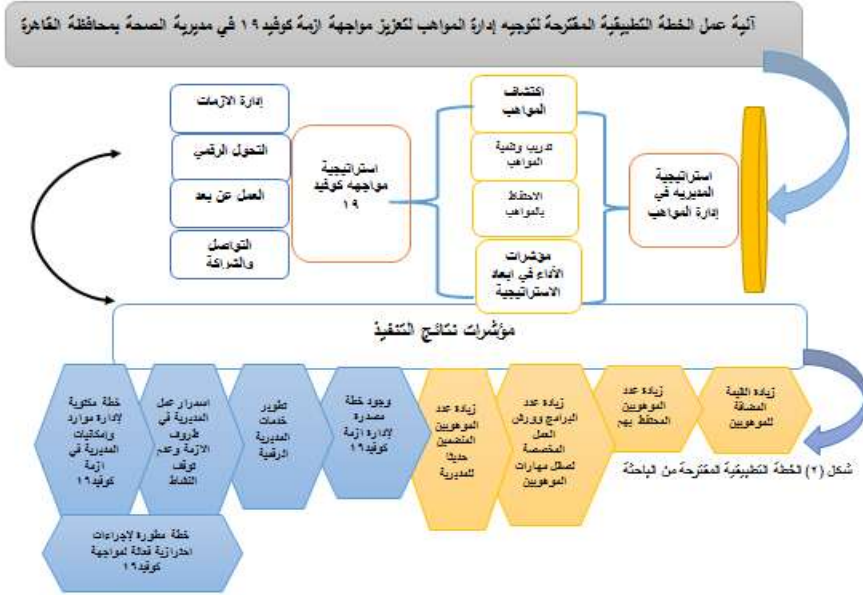 آلية عمل الخطة التطبيقية المقترحة لتوجيه إدارة المواهب لتعزيز مواجهة ازمة كوفيد١٩ في مديرية الصحة بمحافظة القاهرة
استراتيجية
المديريه في
إدارة المواهب
اكتشاف
المواهب
تدريب وتنمية
المواهب
الاحتفاظ
بالمواهب
مؤشرات
الأداء في ابعاد
الاستراتيجية
استراتيجية
مواجهه كوفيد
١٩
إدارة الازمات
التحول الرقمي
العمل عن بعد
التواصل
والشراكة
مؤشرات نتائج التنفيذ
زيادة القيمة
المضافة
للموهوبين
زيادة عدد
الموهوبين
المحتفظ بهم
زيادة عدد
البرامج وورش
العمل
المخصصة
لصقل مهارات
الموهوبين
زيادة عدد
الموهوبين
المنضمين
حديثا
للمديرية
وجود خطة
مصدرة
لإدارة ازمة
كوفيد١٩
تطوير
خدمات
المديرية
الرقمية
استمرار عمل
المديرية في
ظروف
الازمة وعدم
توقف
النشاط
خطة مكتوبة
لإدارة موارد
وإمكانيات
المديرية في
ازمة
كوفيد١٩
خطة مطورة لإجراءات
احترازية فعالة لمواجهة
كوفيد١٩
شكل (٢) الخطة التطبيقية المقترحة من الباحثة